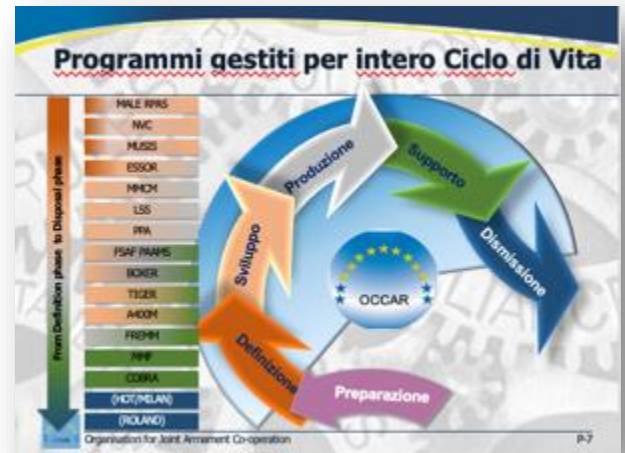 Programmi gestiti per intero Ciclo di Vita
From Definition phase to Disposal phase
MALE RPAS
NVC
MUSIS
ESSOR
MMCM
LSS
PPA
FSAF PAAMS
BOXER
TIGER
A400M
FREMM
MMF
COBRA
(HOT/MILAN)
(ROLAND)
Preparazione
Definizione
Sviluppo
Produzione
Supporto
Dismissione
OCCAR
Organisation for Joint Armament Co-operation
P-7